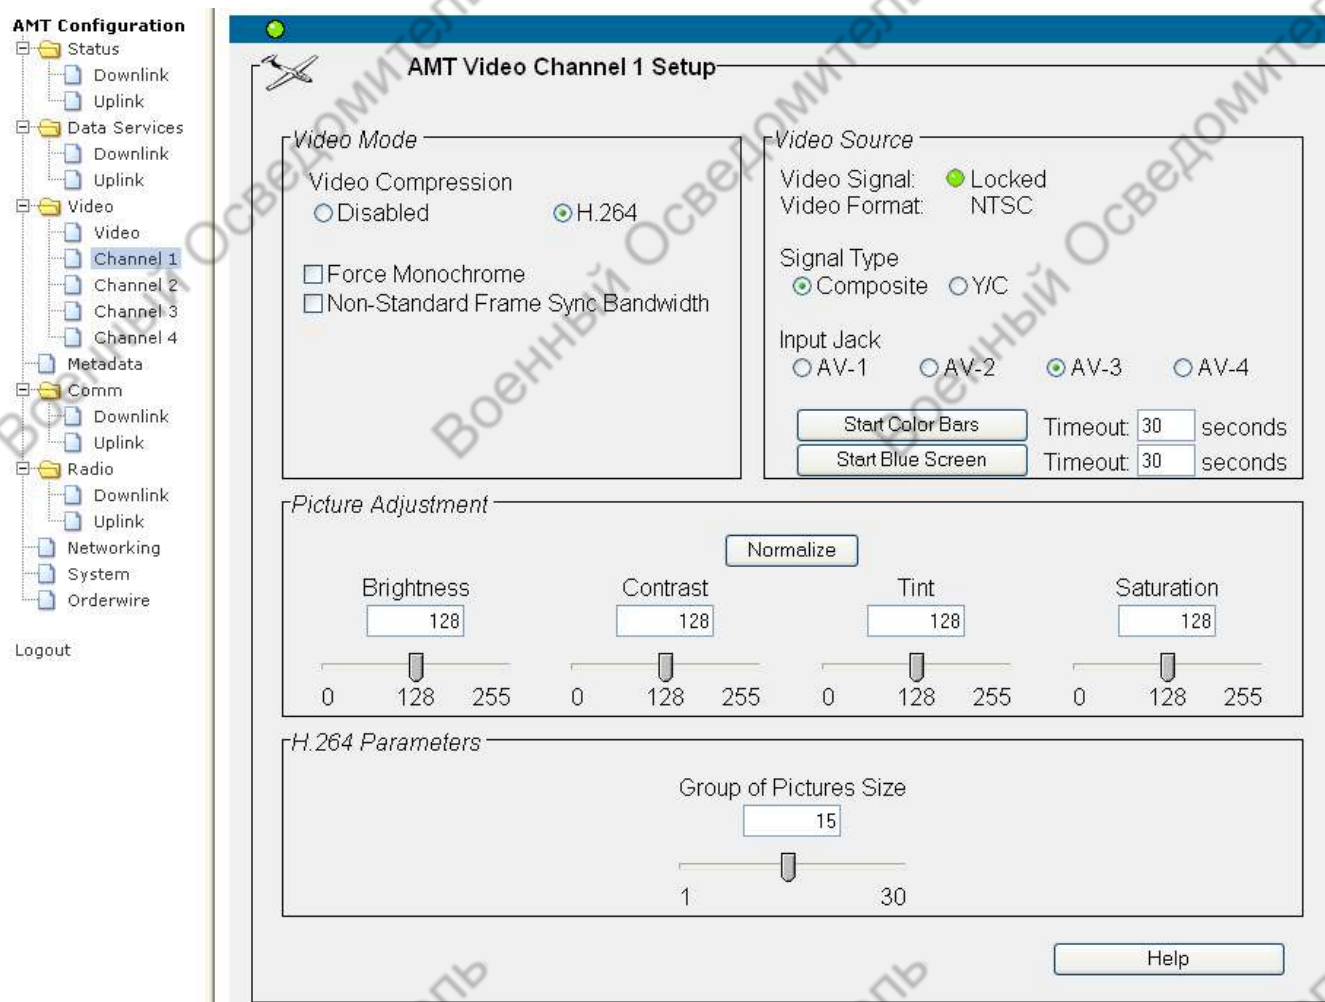 AMT Configuration
Status
Downlink
Uplink
Data Services
Downlink
Uplink
Video
Video
Channel 1
Channel 2
Channel 3
Channel 4
Metadata
Comm
Downlink
Uplink
Radio
Downlink
Uplink
Networking
System
Orderwire
Logout
AMT Video Channel 1 Setup
Video Mode
Video Compression
Disabled H.264
Force Monochrome
Non-Standard Frame Sync Bandwidth
Video Source
Video Signal: Locked
Video Format: NTSC
Signal Type
Composite Y/C
Input Jack
AV-1 AV-2 AV-3 AV-4
Start Color Bars Timeout: 30 seconds
Start Blue Screen Timeout: 30 seconds
Picture Adjustment
Normalize
Brightness Contrast Tint Saturation
128 128 128 128
0 128 255 0 128 255 0 128 255 0 128 255
H.264 Parameters
Group of Pictures Size
15
1 30
Help
Военный Осведомитель
Военный Осведомитель
Военный Осведомитель